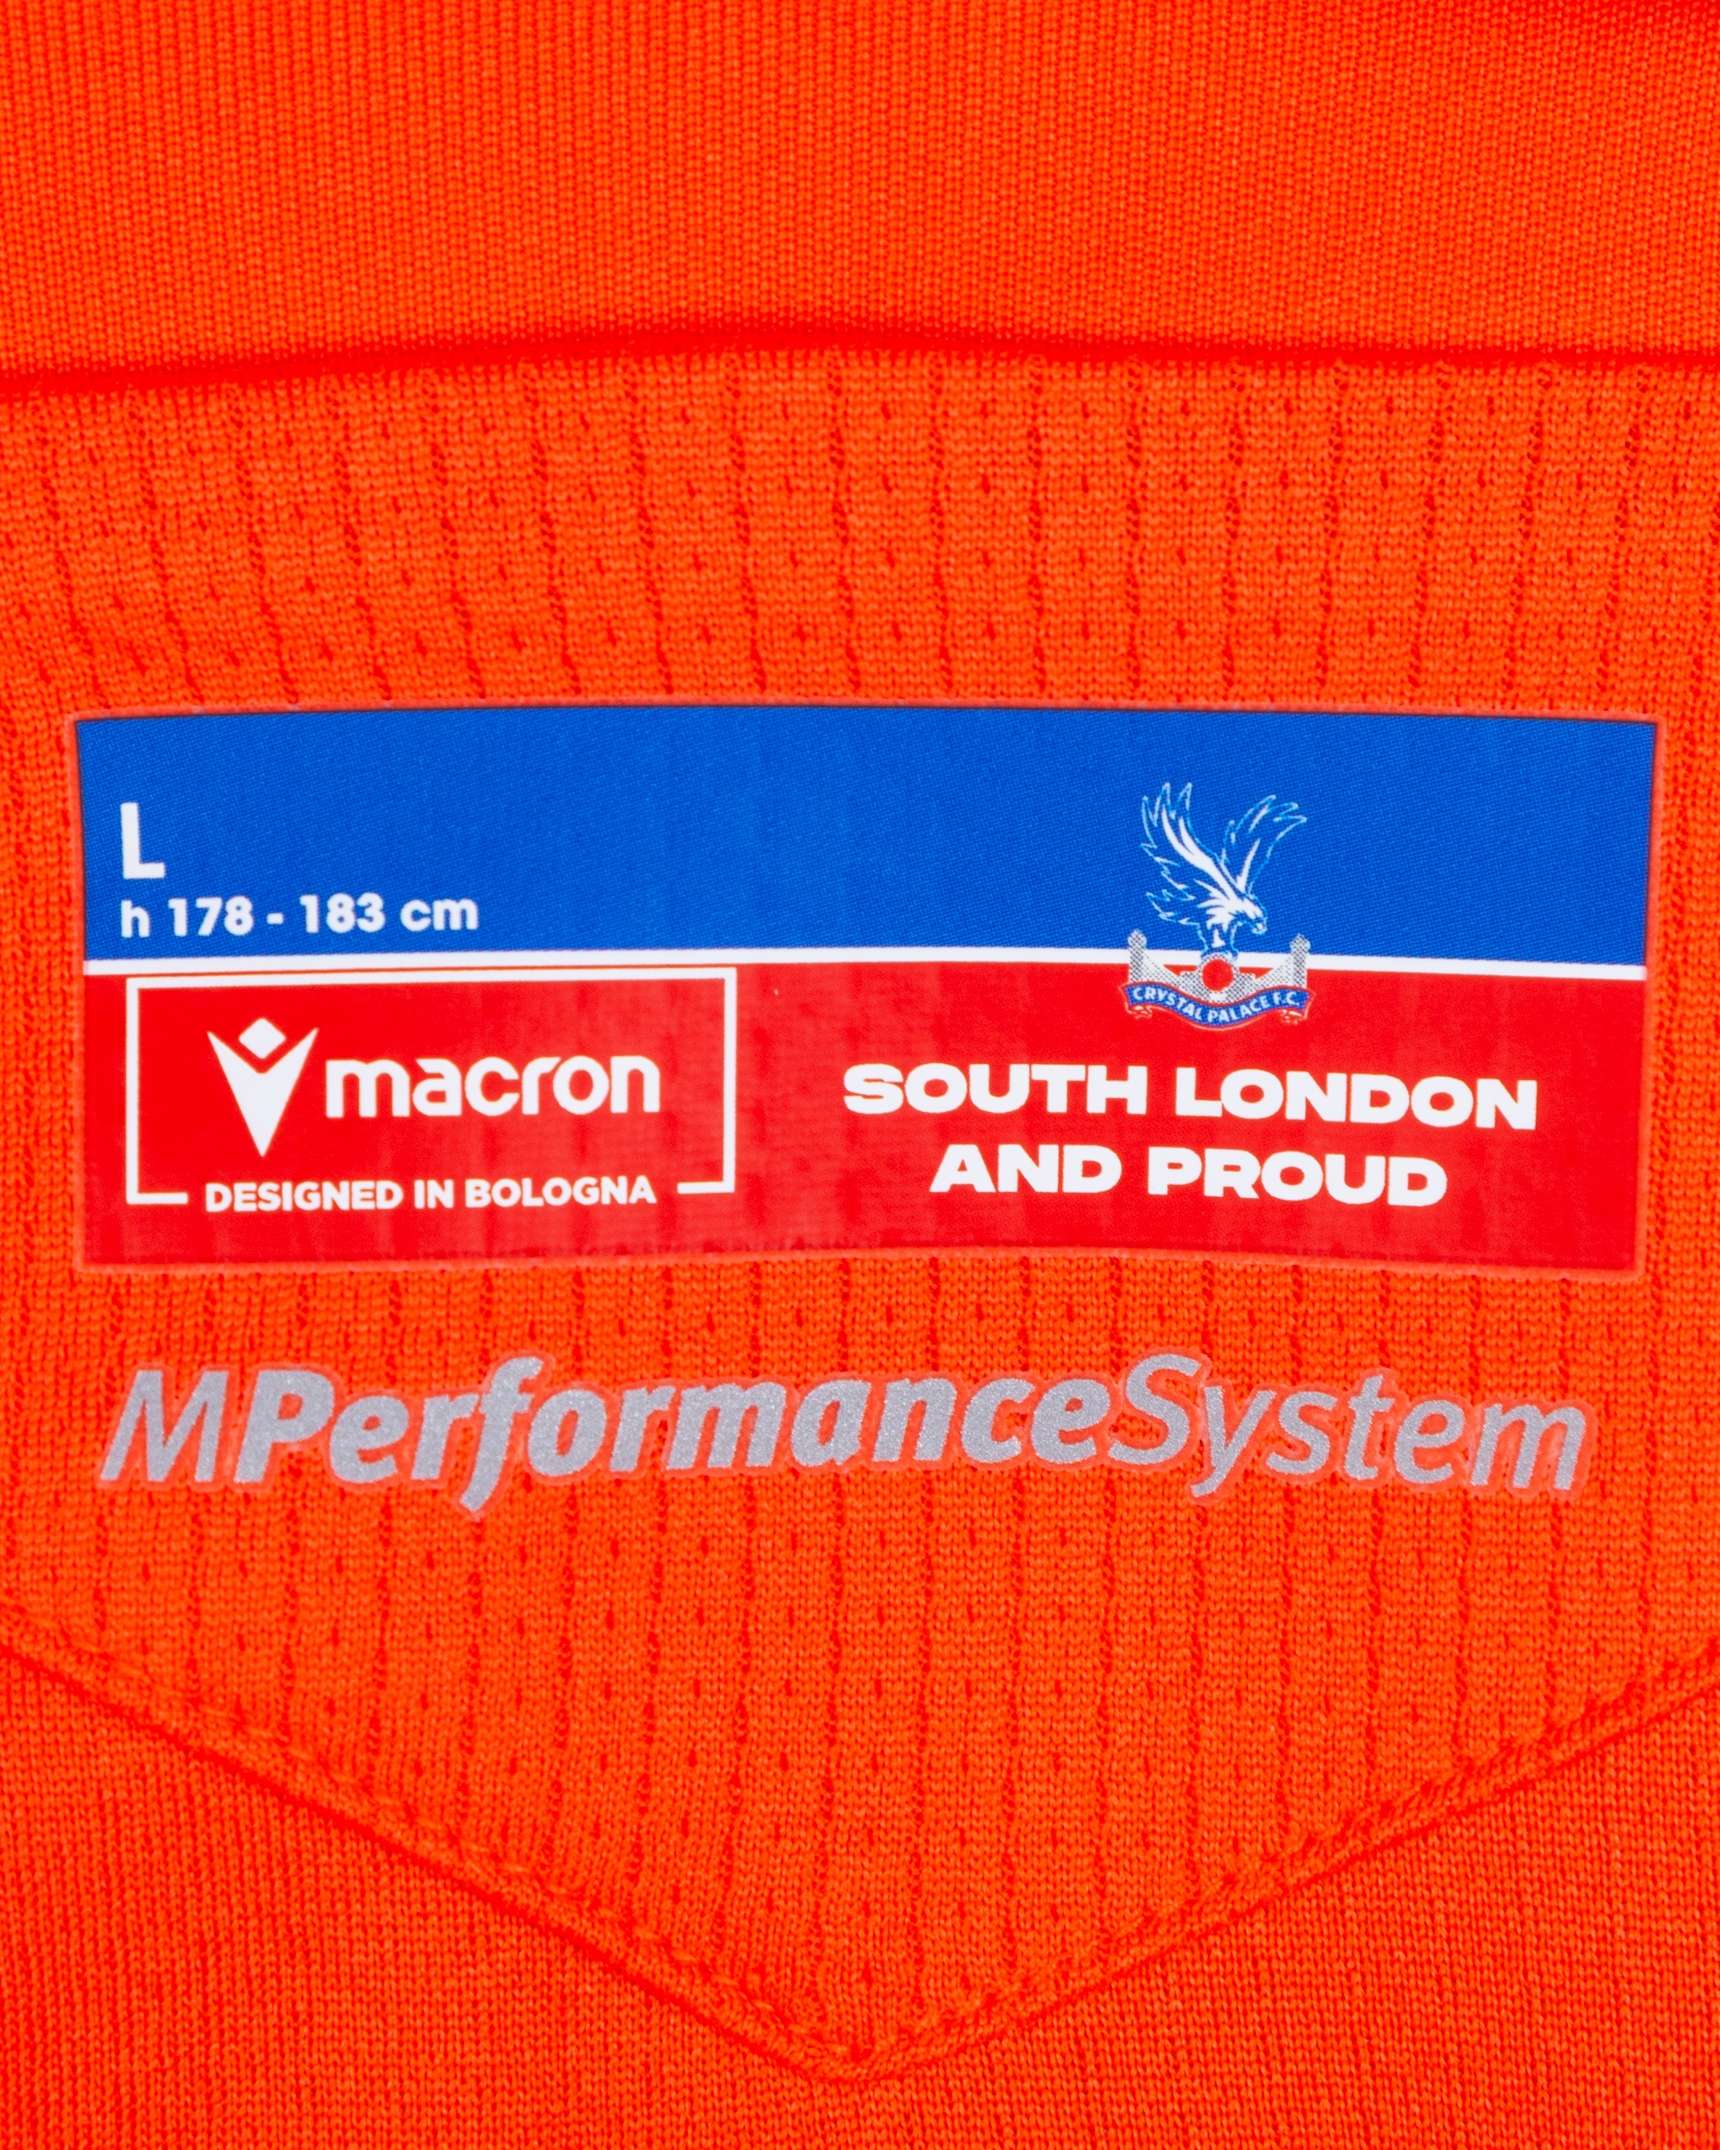 L
h 178 - 183 cm
CRYSTAL PALACE F.C.
macron
DESIGNED IN BOLOGNA
SOUTH LONDON
AND PROUD
MPerformanceSystem